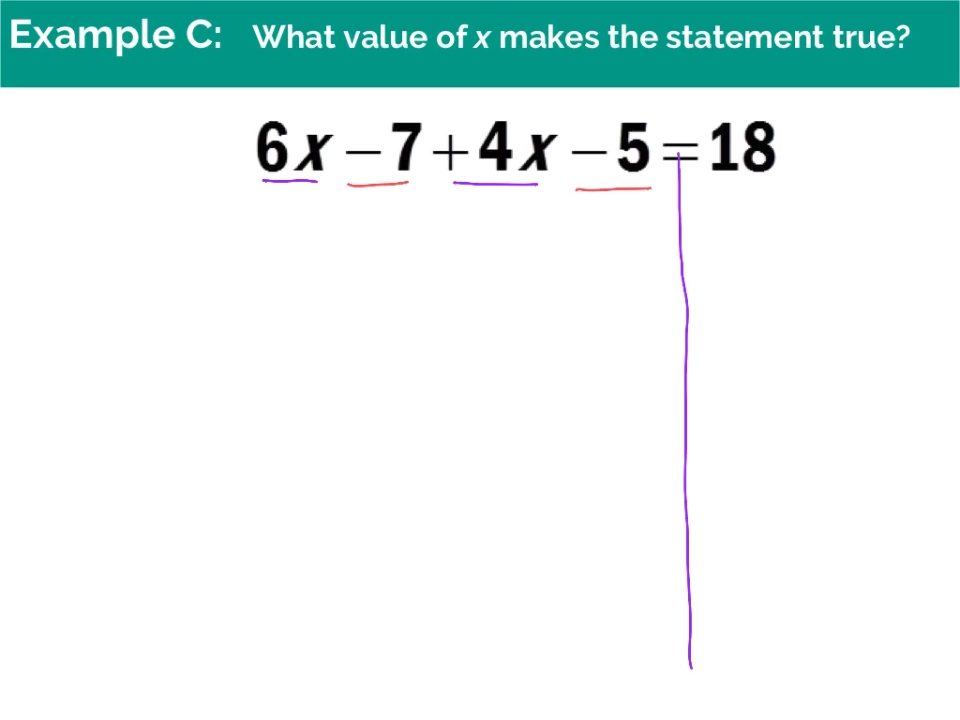 Example C: What value of x makes the statement true?
6x − 7 + 4x − 5 = 18